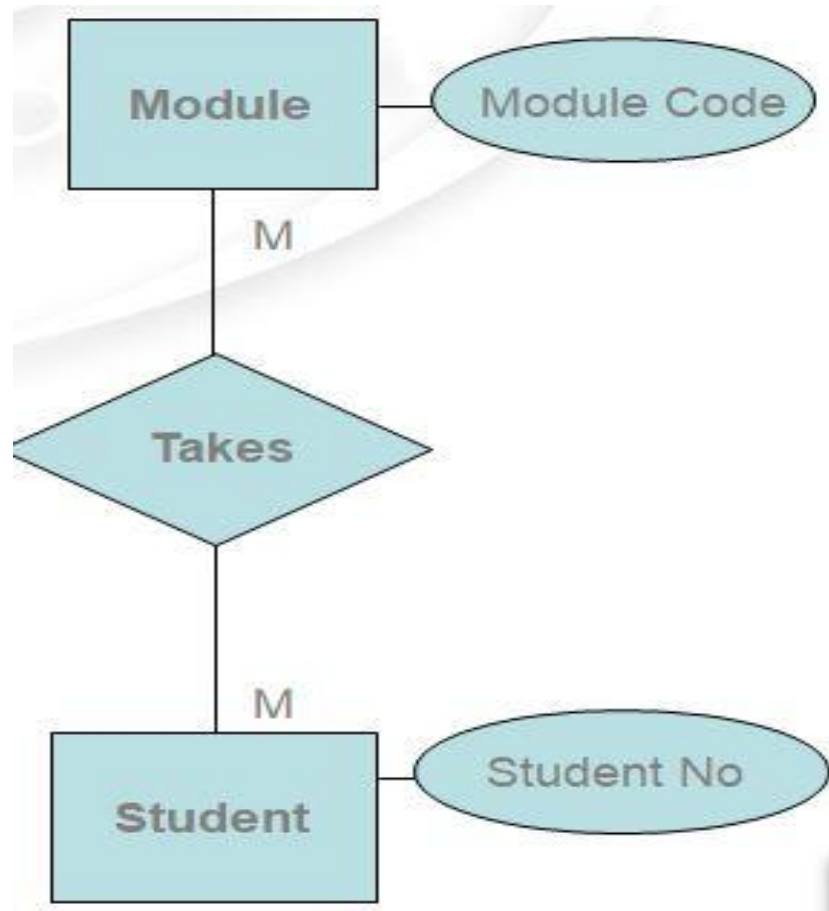 Module
Module Code
M
Takes
M
Student No
Student